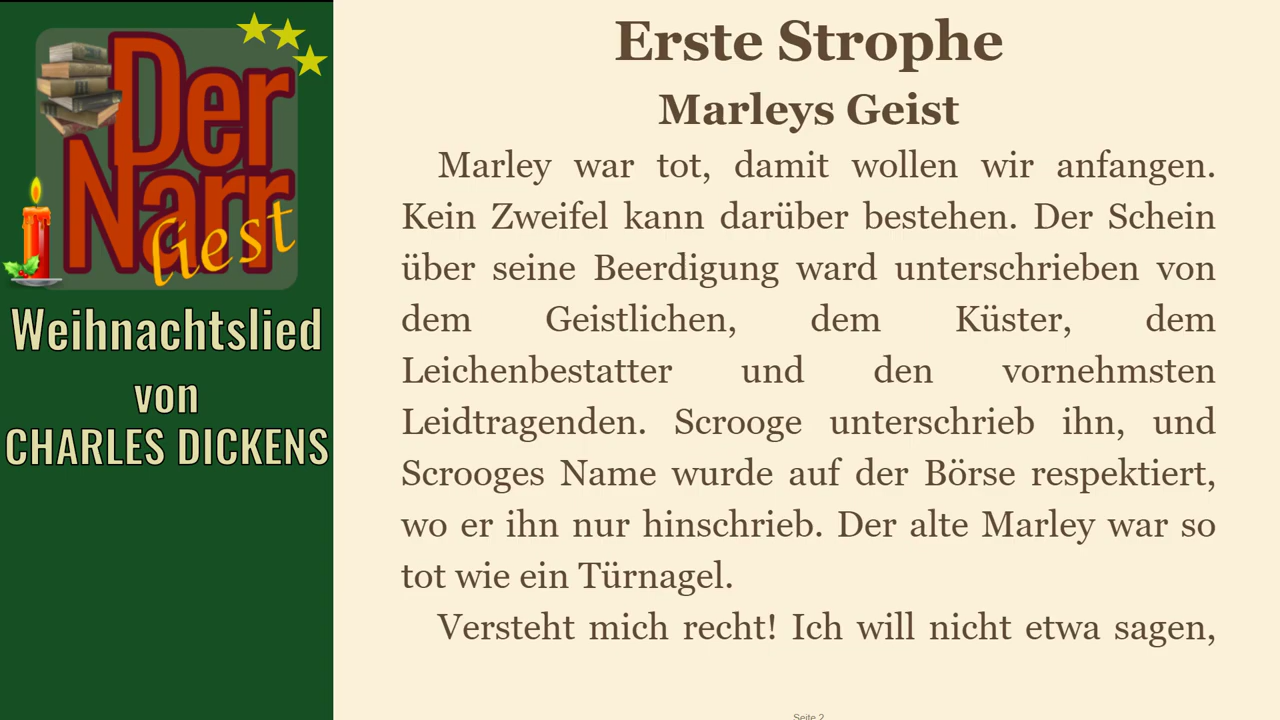 Der
Narr
liest
Weihnachtslied
von
CHARLES DICKENS
Erste Strophe
Marleys Geist
Marley war tot, damit wollen wir anfangen.
Kein Zweifel kann darüber bestehen. Der Schein
über seine Beerdigung ward unterschrieben von
dem Geistlichen, dem Küster, dem
Leichenbestatter und den vornehmsten
Leidtragenden. Scrooge unterschrieb ihn, und
Scrooges Name wurde auf der Börse respektiert,
wo er ihn nur hinschrieb. Der alte Marley war so
tot wie ein Türnagel.
Versteht mich recht! Ich will nicht etwa sagen,
Seite 2